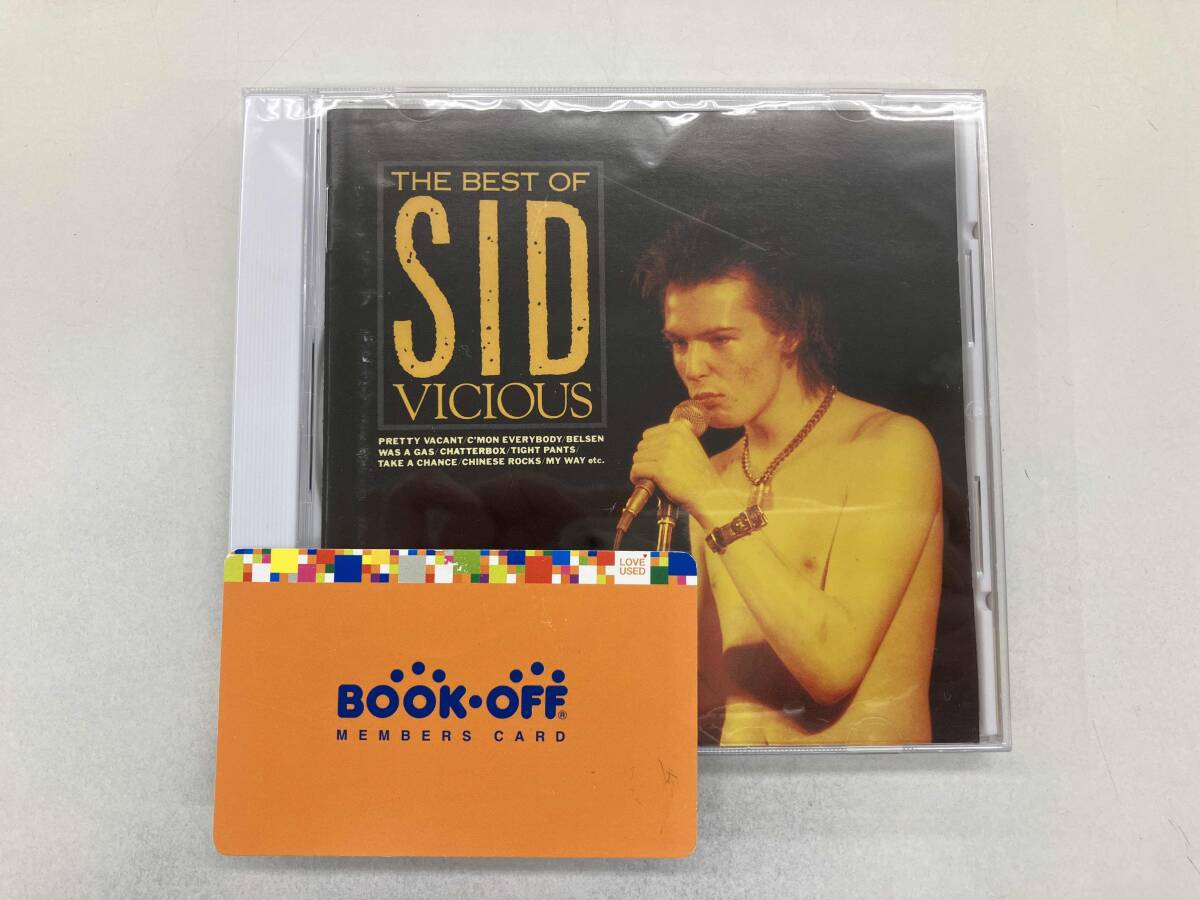 THE BEST OF
SID
VICIOUS
PRETTY VACANT/C'MON EVERYBODY/BELSEN
WAS A GAS/CHATTERBOX/TIGHT PANTS/
TAKE A CHANCE/CHINESE ROCKS/MY WAY etc.
LOVE
USED
BOOK·OFF®
MEMBERS CARD